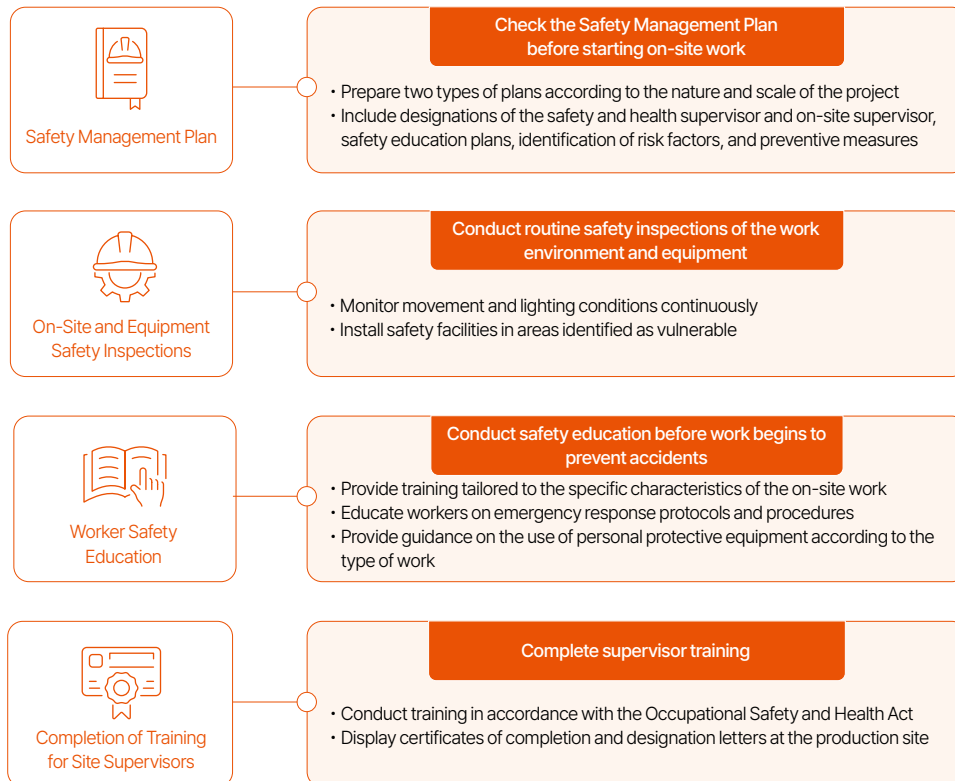 Safety Management Plan
Check the Safety Management Plan
before starting on-site work
• Prepare two types of plans according to the nature and scale of the project
• Include designations of the safety and health supervisor and on-site supervisor,
safety education plans, identification of risk factors, and preventive measures
On-Site and Equipment
Safety Inspections
Conduct routine safety inspections of the work
environment and equipment
• Monitor movement and lighting conditions continuously
• Install safety facilities in areas identified as vulnerable
Worker Safety
Education
Conduct safety education before work begins to
prevent accidents
• Provide training tailored to the specific characteristics of the on-site work
• Educate workers on emergency response protocols and procedures
• Provide guidance on the use of personal protective equipment according to the
type of work
Completion of Training
for Site Supervisors
Complete supervisor training
• Conduct training in accordance with the Occupational Safety and Health Act
• Display certificates of completion and designation letters at the production site